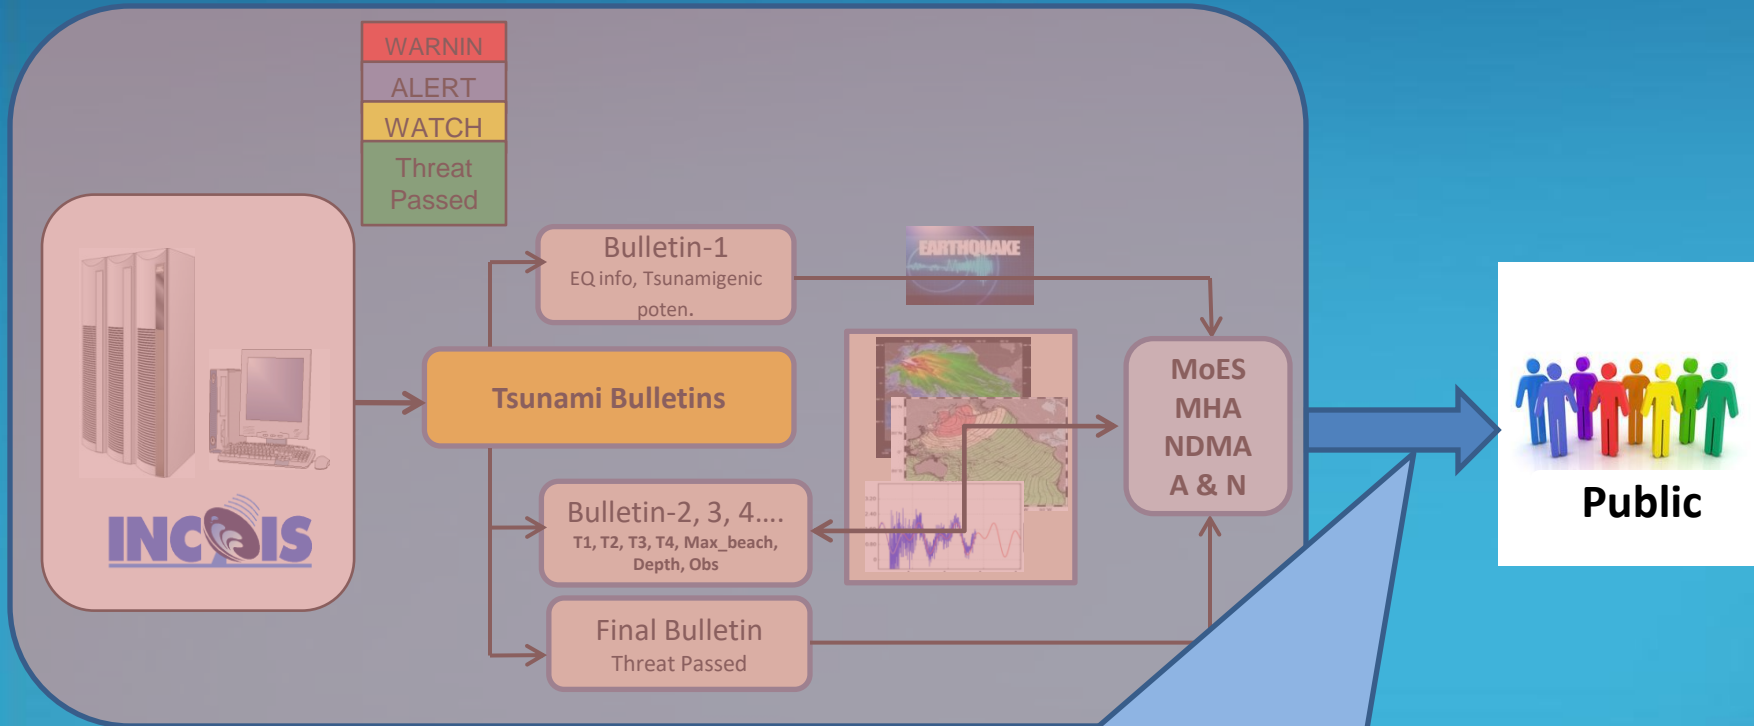 WARNIN
ALERT
WATCH
Threat
Passed
INCOIS
Bulletin-1
EQ info, Tsunamigenic
poten.
EARTHQUAKE
Tsunami Bulletins
Bulletin-2, 3, 4....
T1, T2, T3, T4, Max_beach,
Depth, Obs
Final Bulletin
Threat Passed
MoES
MHA
NDMA
A & N
Public